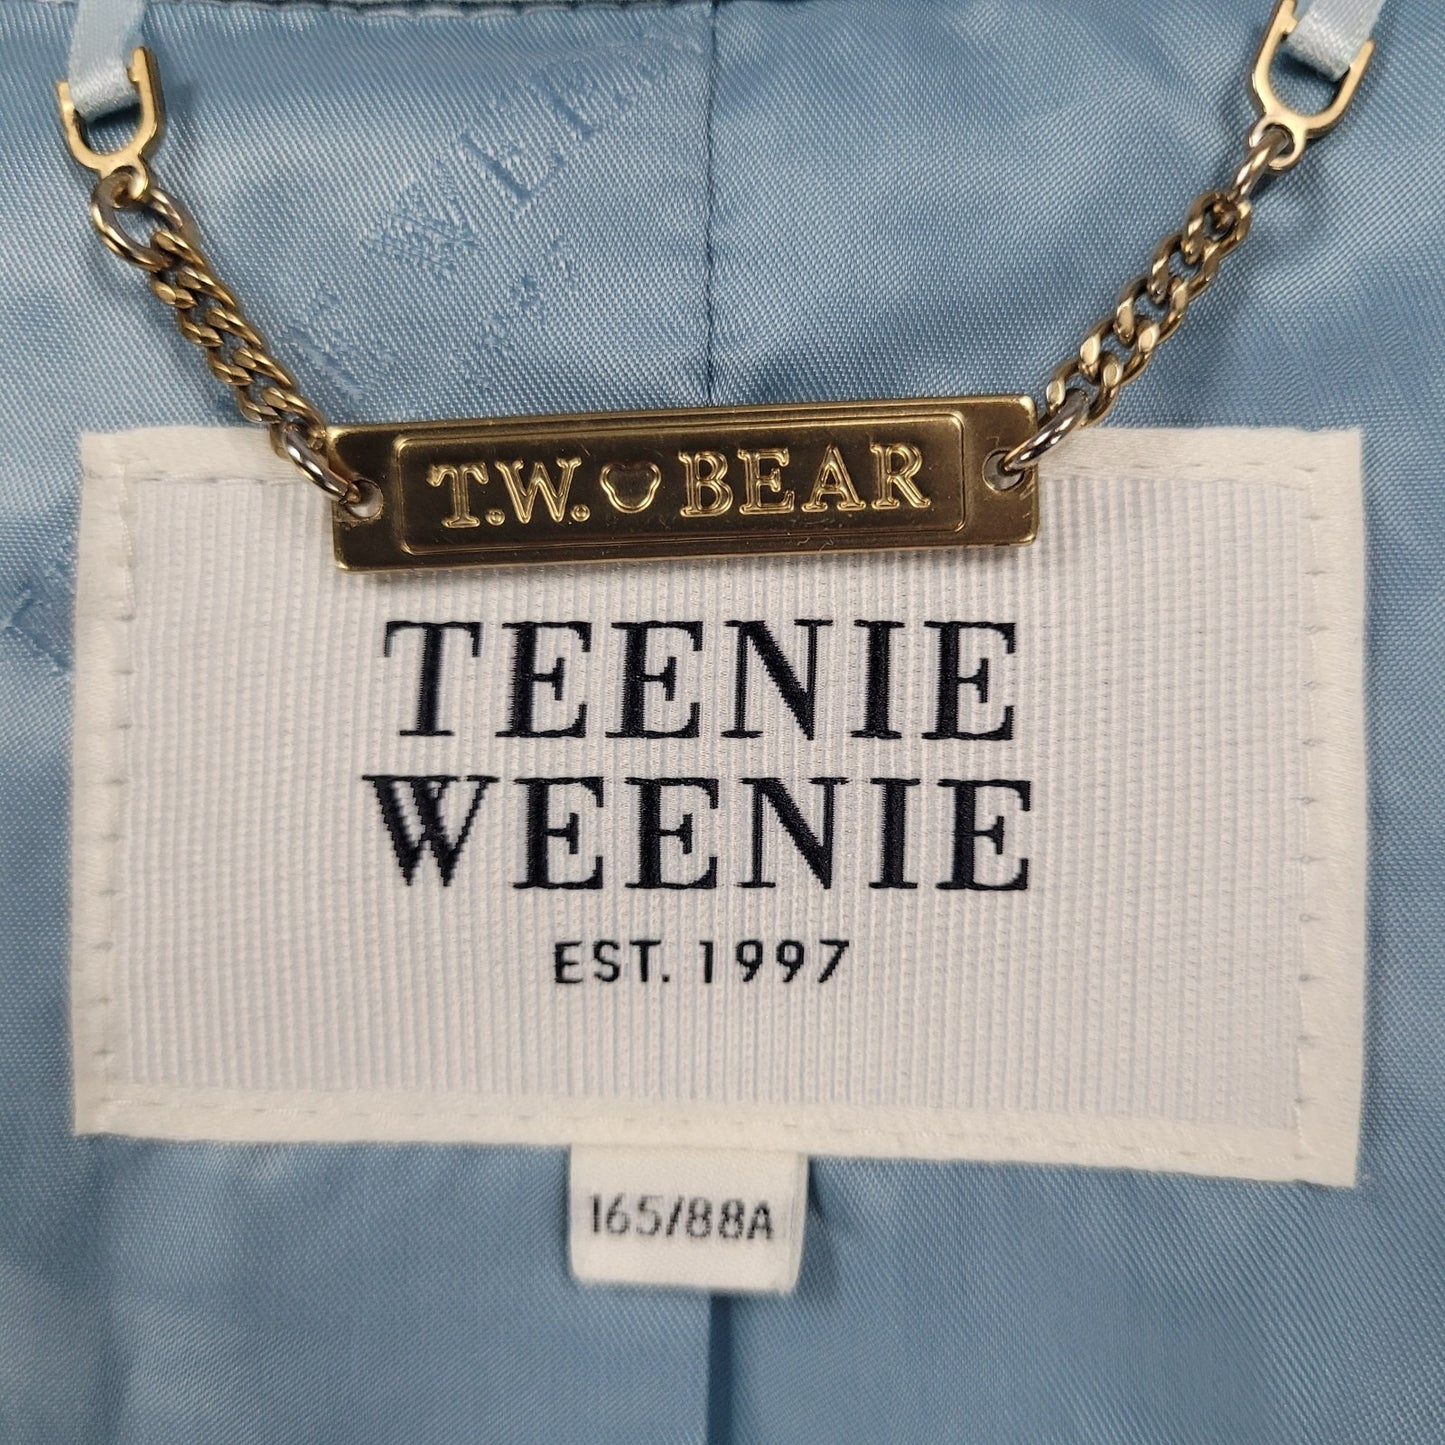 T.W. BEAR
TEENIE
WEENIE
EST. 1997
165/88A